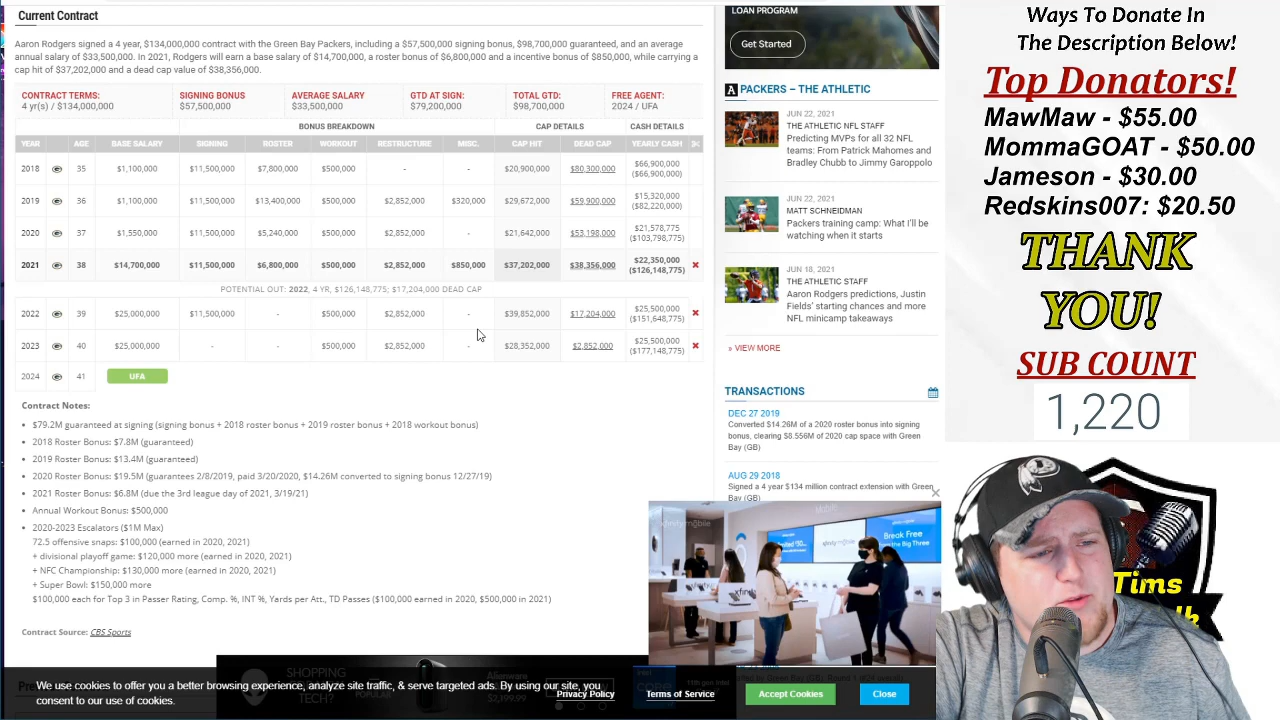 Current Contract
Aaron Rodgers signed a 4 year, $134,000,000 contract with the Green Bay Packers, including a $57,500,000 signing bonus, $98,700,000 guaranteed, and an average
annual salary of $33,500,000. In 2021, Rodgers will earn a base salary of $14,700,000, a roster bonus of $6,800,000 and a incentive bonus of $850,000, while carrying a
cap hit of $37,202,000 and a dead cap value of $38,356,000.
CONTRACT TERMS: SIGNING BONUS AVERAGE SALARY GTD AT SIGN: TOTAL GTD: FREE AGENT:
4 yr(s) / $134,000,000 $57,500,000 $33,500,000 $79,200,000 $98,700,000 2024 / UFA
BONUS BREAKDOWN CAP DETAILS CASH DETAILS
YEAR AGE BASE SALARY SIGNING ROSTER WORKOUT RESTRUCTURE MISC. CAP HIT DEAD CAP YEARLY CASH
2018 35 $1,100,000 $11,500,000 $7,800,000 $500,000 - - $20,900,000 $80,300,000 $66,900,000
($66,900,000)
2019 36 $1,100,000 $11,500,000 $13,400,000 $500,000 $2,852,000 $320,000 $29,672,000 $59,900,000 $15,320,000
($82,220,000)
2020 37 $1,550,000 $11,500,000 $5,240,000 $500,000 $2,852,000 - $21,642,000 $53,198,000 $21,578,775
($103,798,775)
2021 38 $14,700,000 $11,500,000 $6,800,000 $500,000 $2,852,000 $850,000 $37,202,000 $38,356,000 $22,350,000
($126,148,775)
POTENTIAL OUT: 2022, 4 YR, $126,148,775; $17,204,000 DEAD CAP
2022 39 $25,000,000 $11,500,000 - $500,000 $2,852,000 - $39,852,000 $17,204,000 $25,500,000
($151,648,775)
2023 40 $25,000,000 - - $500,000 $2,852,000 - $28,352,000 $2,852,000 $25,500,000
($177,148,775)
2024 41 UFA
Contract Notes:
• $79.2M guaranteed at signing (signing bonus + 2018 roster bonus + 2019 roster bonus + 2018 workout bonus)
• 2018 Roster Bonus: $7.8M (guaranteed)
• 2019 Roster Bonus: $13.4M (guaranteed)
• 2020 Roster Bonus: $19.5M (guarantees 2/8/2019, paid 3/20/2020, $14.26M converted to signing bonus 12/27/19)
• 2021 Roster Bonus: $6.8M (due the 3rd league day of 2021, 3/19/21)
• Annual Workout Bonus: $500,000
• 2020-2023 Escalators ($1M Max)
72.5 offensive snaps: $100,000 (earned in 2020, 2021)
+ divisional playoff game: $120,000 more (earned in 2020, 2021)
+ NFC Championship: $130,000 more (earned in 2020, 2021)
+ Super Bowl: $150,000 more
$100,000 each for Top 3 in Passer Rating, Comp. %, INT %, Yards per Att., TD Passes ($100,000 earned in 2020, $500,000 in 2021)
Contract Source: CBS Sports
LOAN PROGRAM
Get Started
A PACKERS – THE ATHLETIC
JUN 22, 2021
THE ATHLETIC NFL STAFF
Predicting MVPs for all 32 NFL
teams: From Patrick Mahomes and
Bradley Chubb to Jimmy Garoppolo
JUN 22, 2021
MATT SCHNEIDMAN
Packers training camp: What I'll be
watching when it starts
JUN 18, 2021
THE ATHLETIC STAFF
Aaron Rodgers predictions, Justin
Fields' starting chances and more
NFL minicamp takeaways
» VIEW MORE
TRANSACTIONS
DEC 27 2019
Converted $14.26M of a 2020 roster bonus into signing
bonus, clearing $8.556M of 2020 cap space with Green
Bay (GB)
AUG 29 2018
Signed a 4 year $134 million contract extension with Green
Bay (GB)
xfinity mobile
Break Free
SHOPPING
TECH?
POPULAR
Alienware
We use cookies to offer you a better browsing experience, analyze site traffic, & serve targeted ads. By using our site, you
consent to our use of cookies.
Privacy Policy
Terms of Service
Accept Cookies
Close
Ways To Donate In
The Description Below!
Top Donators!
MawMaw - $55.00
MommaGOAT - $50.00
Jameson - $30.00
Redskins007: $20.50
THANK
YOU!
SUB COUNT
1,220
Tims